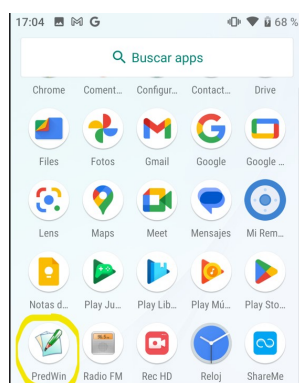 17:04 G 68 %
Buscar apps
Chrome Coment... Configur... Contact... Drive
Files Fotos Gmail Google Google ...
Lens Maps Meet Mensajes Mi Rem...
Notas d... Play Ju... Play Lib... Play Mú... Play Sto...
PredWin Radio FM Rec HD Reloj ShareMe